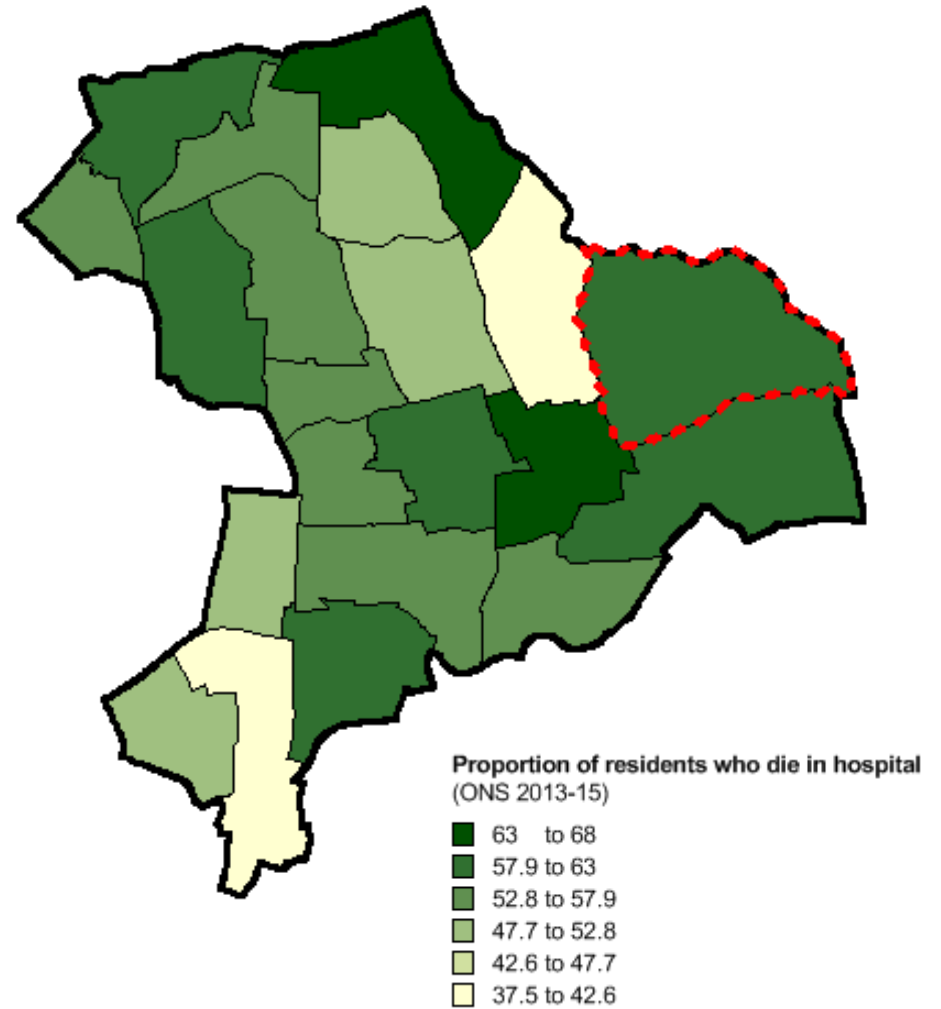 Proportion of residents who die in hospital
(ONS 2013-15)
63 to 68
57.9 to 63
52.8 to 57.9
47.7 to 52.8
42.6 to 47.7
37.5 to 42.6